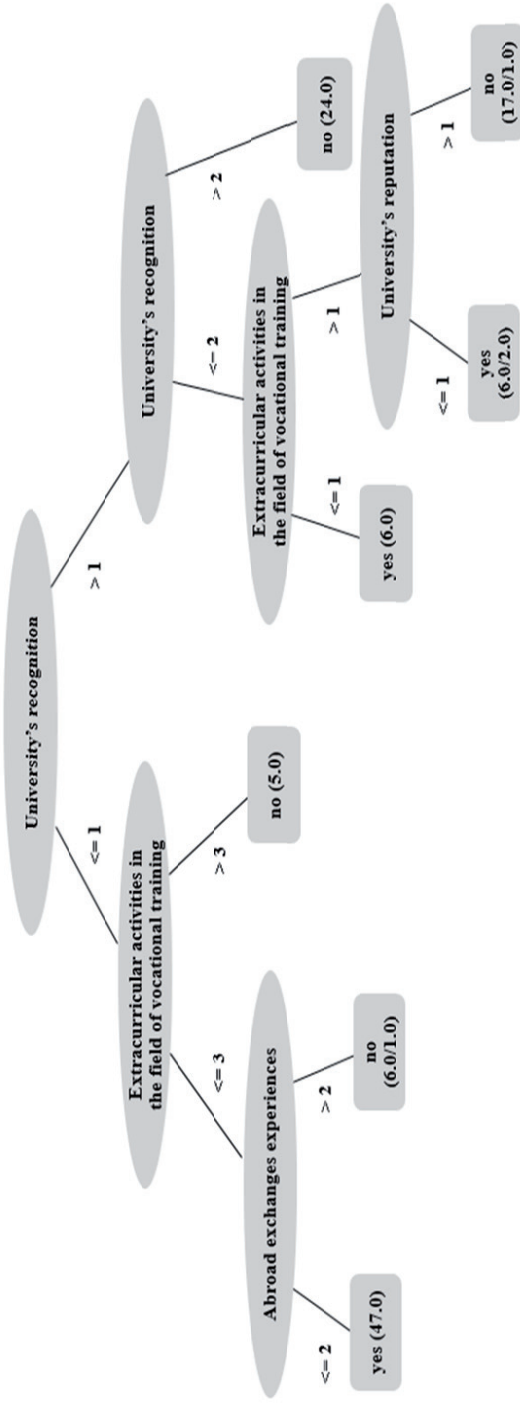 University's recognition
<= 1
> 1
Extracurricular activities in
the field of vocational training
University's recognition
<= 3
> 3
<− 2
> 2
Abroad exchanges experiences
no (5.0)
Extracurricular activities in
the field of vocational training
no (24.0)
<= 2
> 2
<= 1
> 1
yes (47.0)
no
(6.0/1.0)
yes (6.0)
University's reputation
<= 1
> 1
yes
(6.0/2.0)
no
(17.0/1.0)